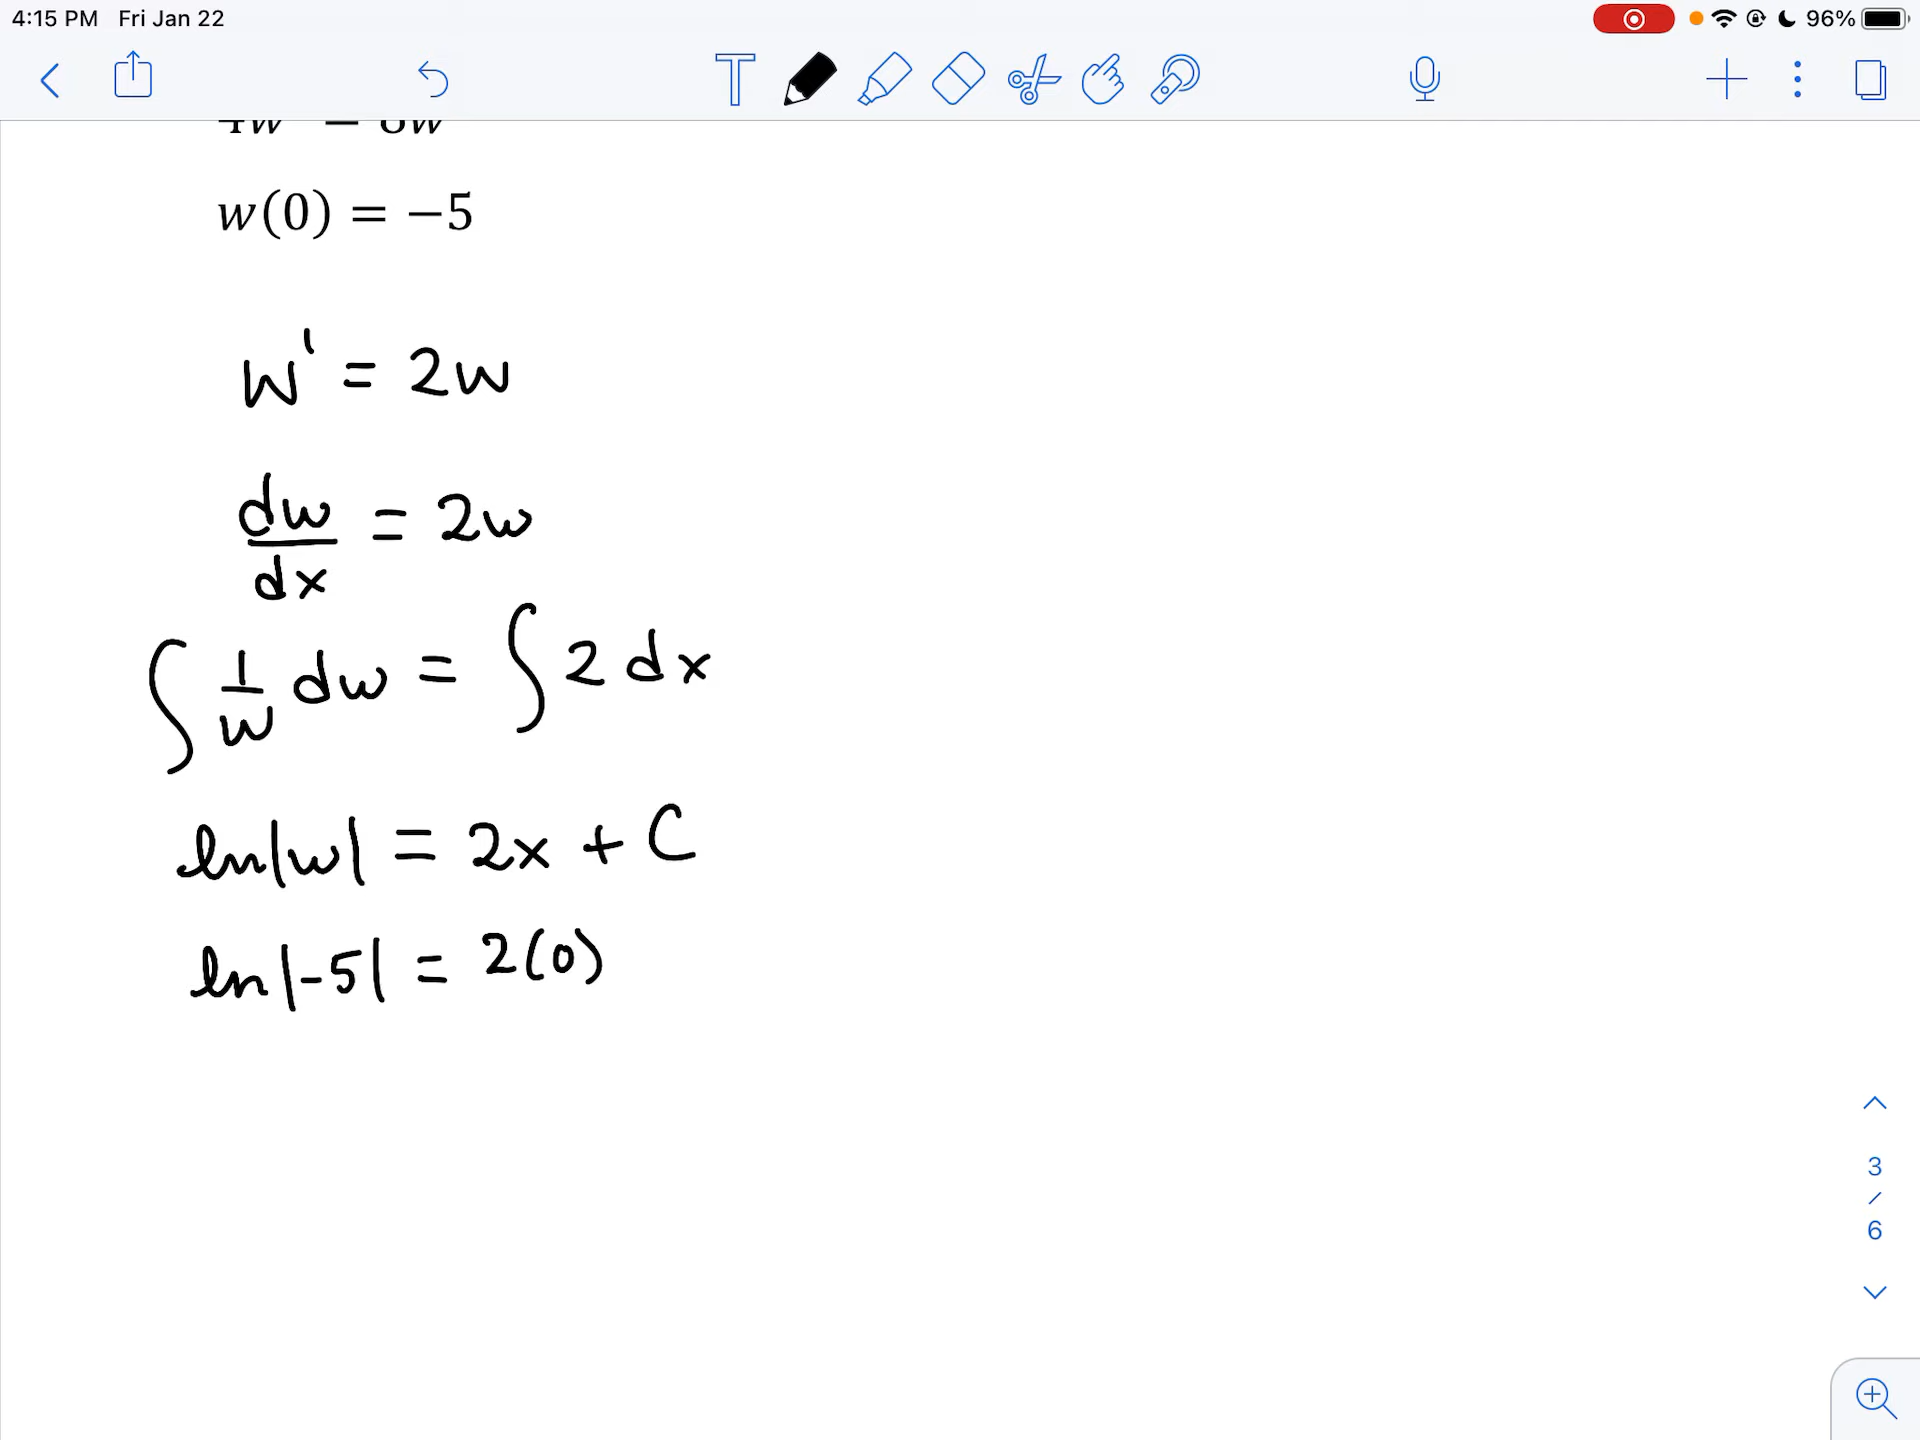 4:15 PM Fri Jan 22 96%
T
w(0) = −5
w' = 2w
dw/dx = 2w
∫ 1/w dw = ∫ 2 dx
ln|w| = 2x + C
ln|-5| = 2(0)
3
/
6